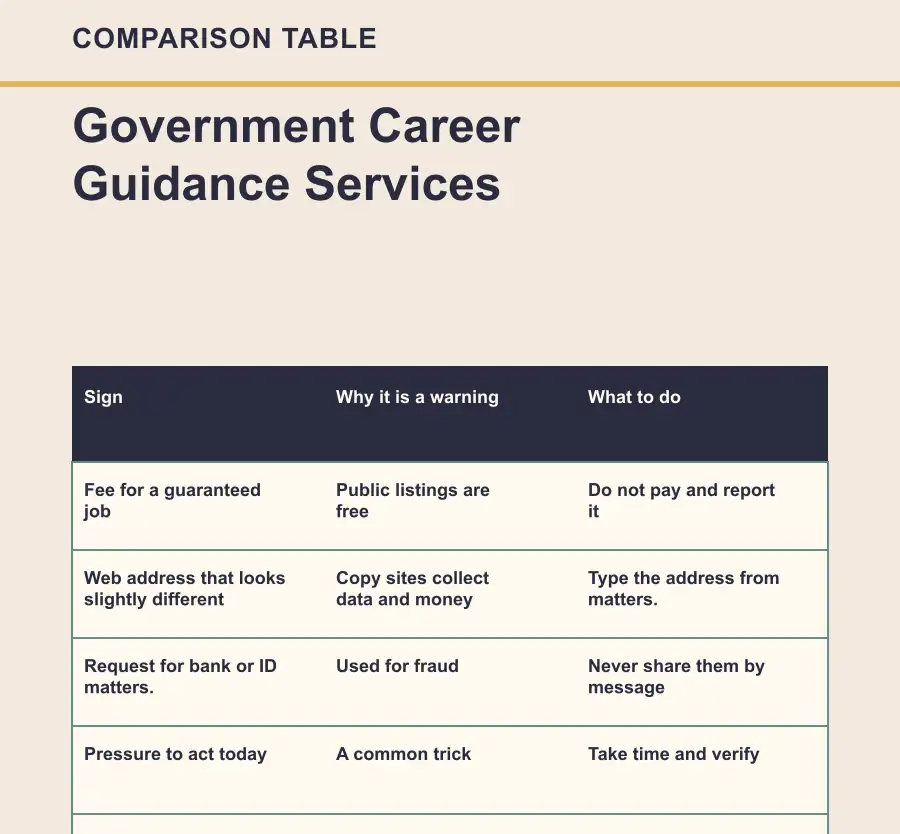 COMPARISON TABLE
Government Career
Guidance Services
Sign
Why it is a warning
What to do
Fee for a guaranteed
job
Public listings are
free
Do not pay and report
it
Web address that looks
slightly different
Copy sites collect
data and money
Type the address from
matters.
Request for bank or ID
matters.
Used for fraud
Never share them by
message
Pressure to act today
A common trick
Take time and verify